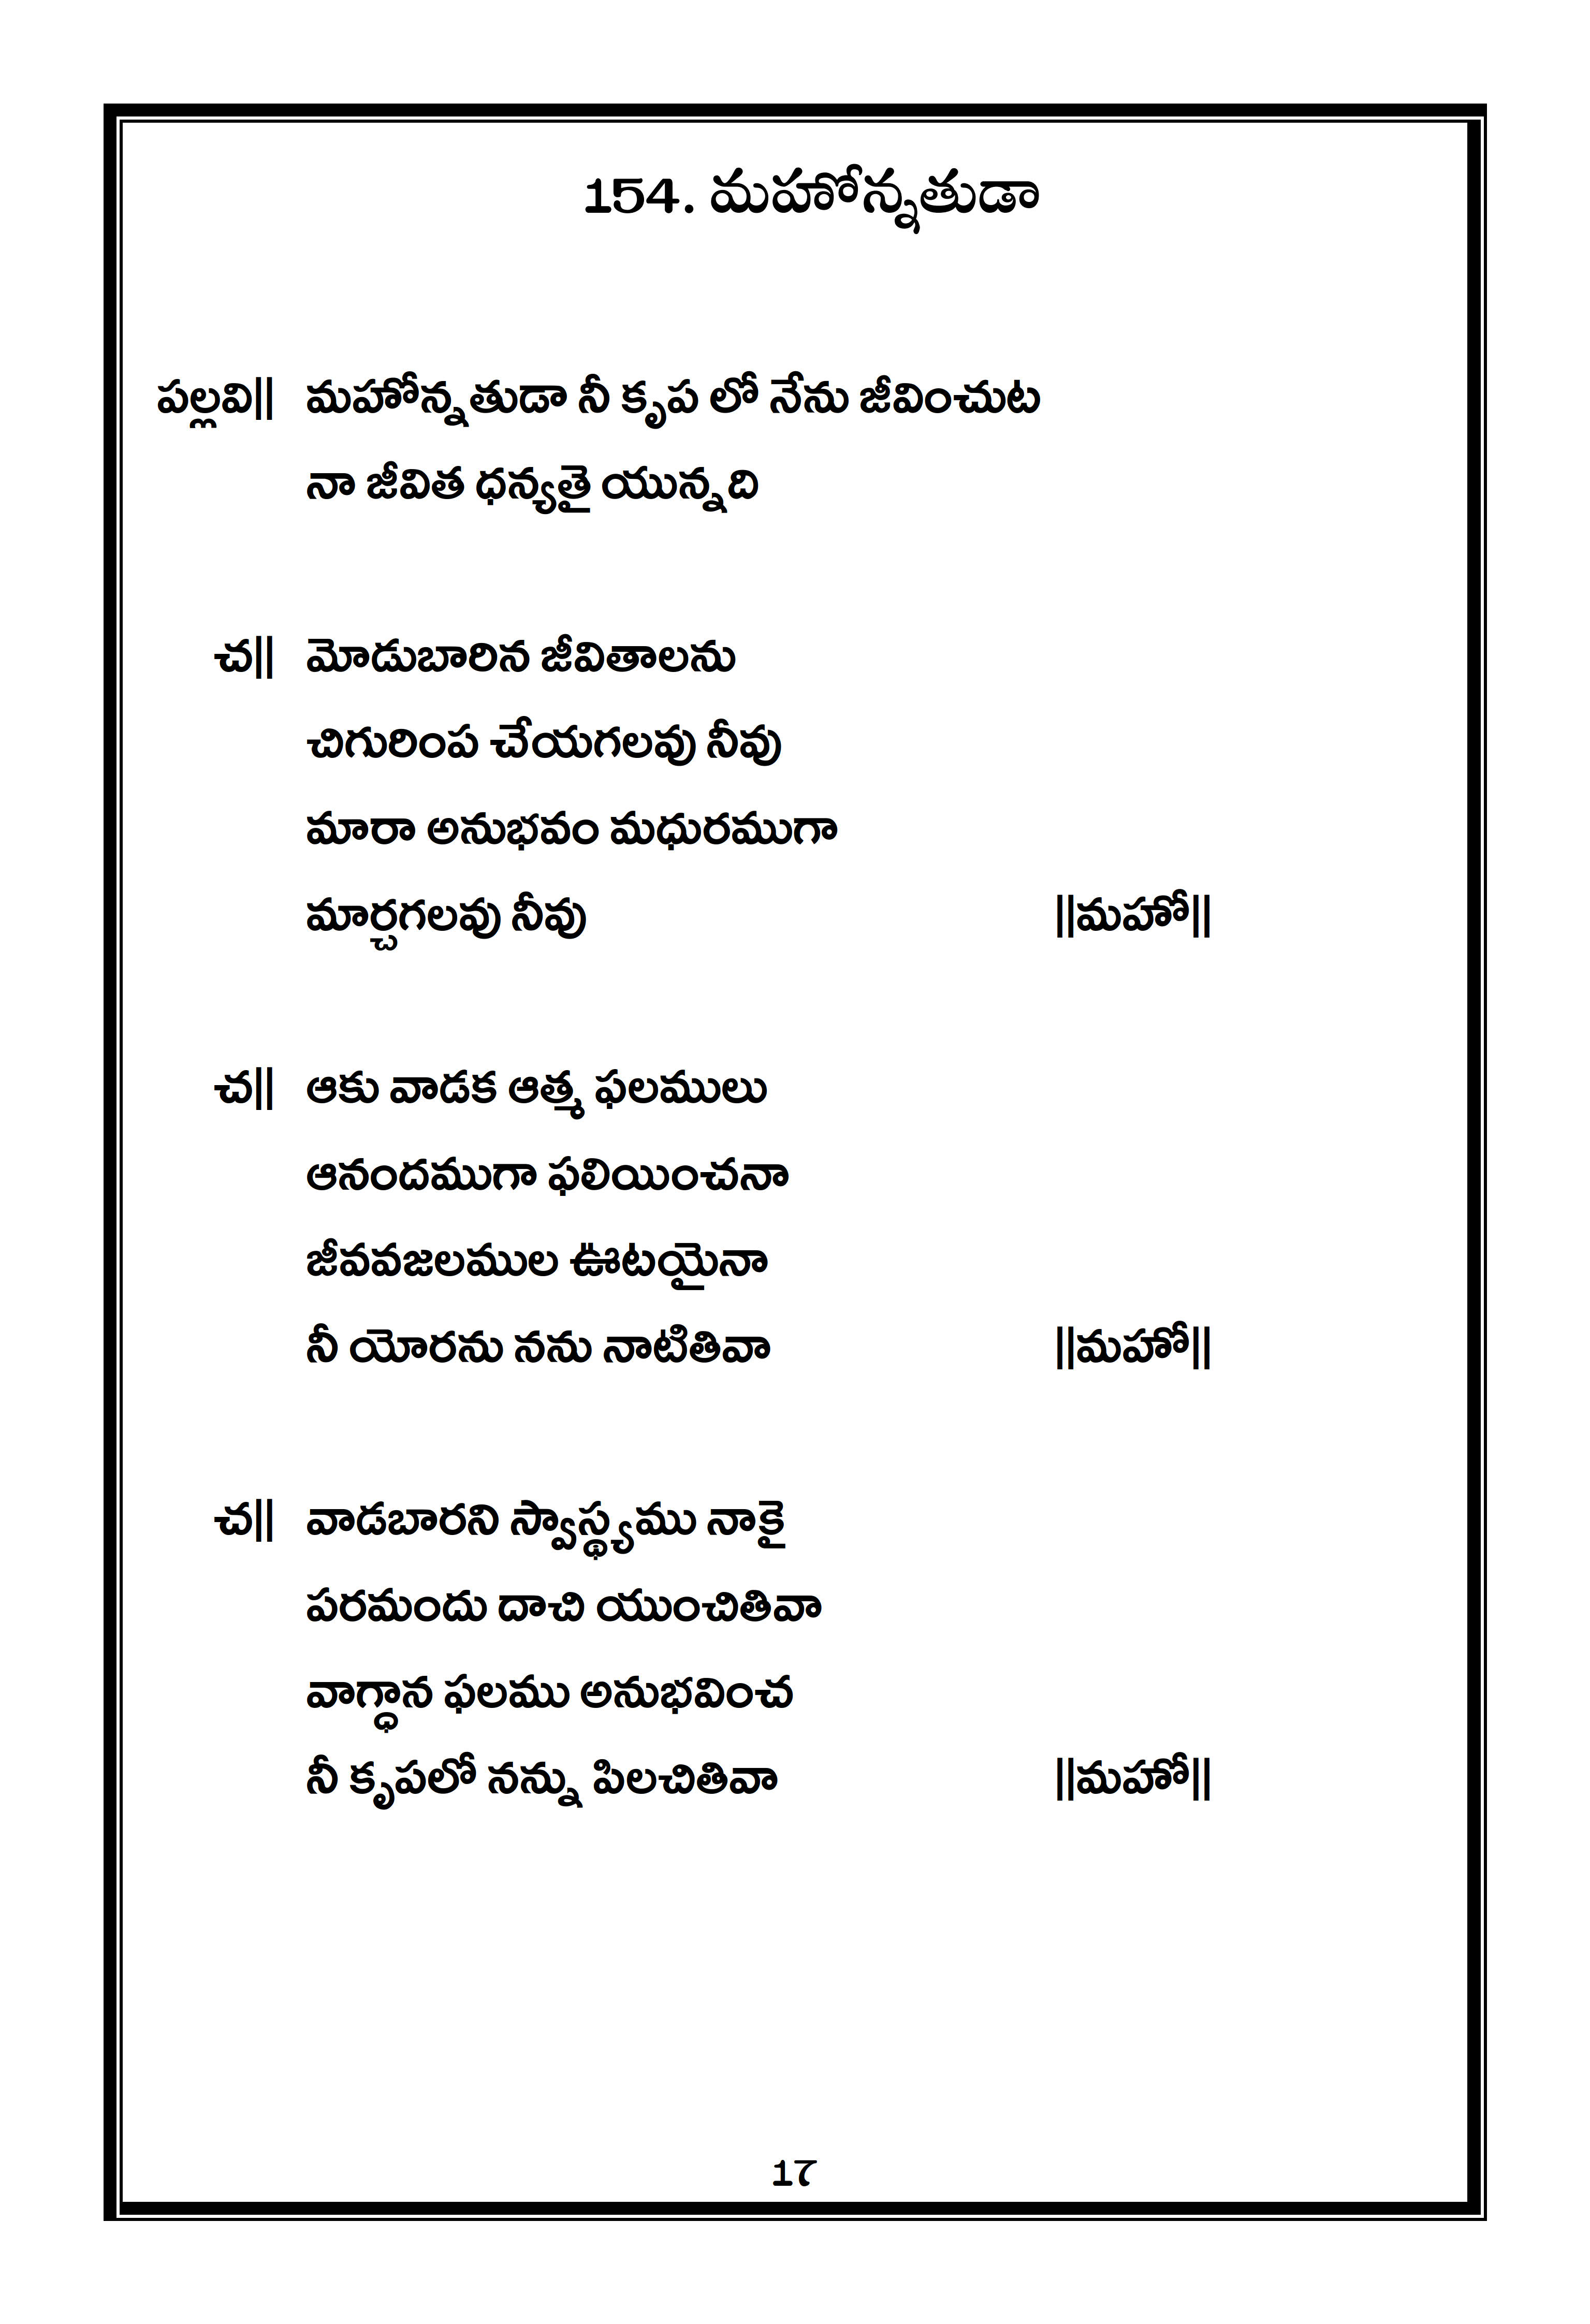 154. మహోన్నతుడా
పల్లవి|| మహోన్నతుడా నీ కృప లో నేను జీవించుట
నా జీవిత ధన్యతై యున్నది
చ|| మోడుబారిన జీవితాలను
చిగురింప చేయగలవు నీవు
మారా అనుభవం మధురముగా
మార్చగలవు నీవు ||మహో||
చ|| ఆకు వాడక ఆత్మ ఫలములు
ఆనందముగా ఫలియించనా
జీవవజలముల ఊటయైనా
నీ యోరను నను నాటితివా ||మహో||
చ|| వాడబారని స్వాస్థ్యము నాకై
పరమందు దాచి యుంచితివా
వాగ్ధాన ఫలము అనుభవించ
నీ కృపలో నన్ను పిలచితివా ||మహో||
17